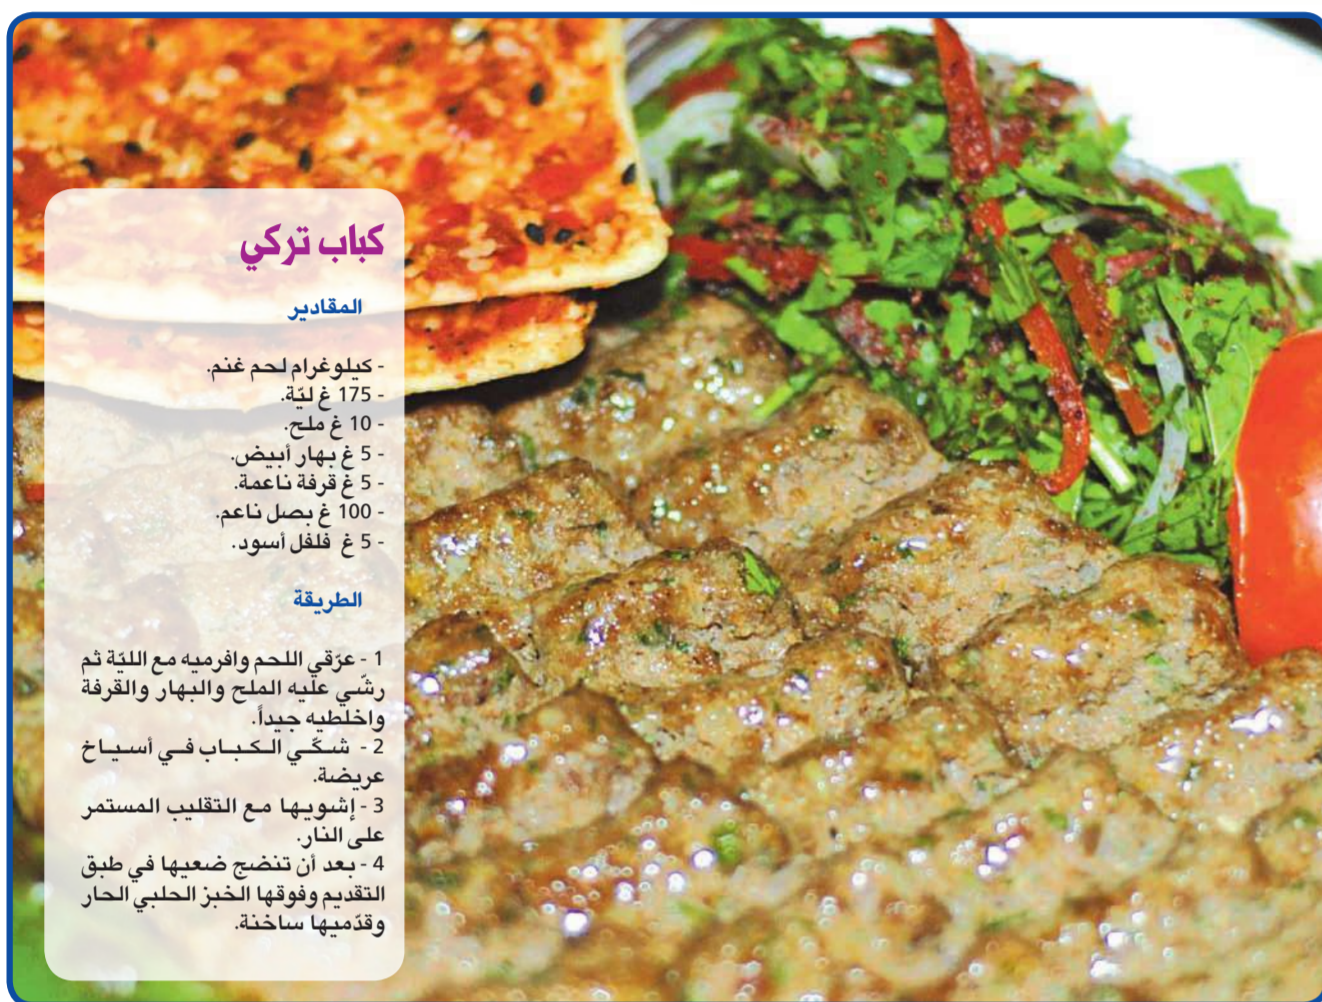 كباب تركي
المقادير
- كيلوغرام لحم غنم.
- 175 غ ليّة.
- 10 غ ملح.
- 5 غ بهار أبيض.
- 5 غ قرفة ناعمة.
- 100 غ بصل ناعم.
- 5 غ فلفل أسود.
الطريقة
1 - عرّقي اللحم وافرميه مع الليّة ثم
رشّي عليه الملح والبهار والقرفة
واخلطيه جيداً.
2 - شكّي الكباب في أسياخ
عريضة.
3 - إشويها مع التقليب المستمر
على النار.
4 - بعد أن تنضج ضعيها في طبق
التقديم وفوقها الخبز الحلبي الحار
وقدّميها ساخنة.